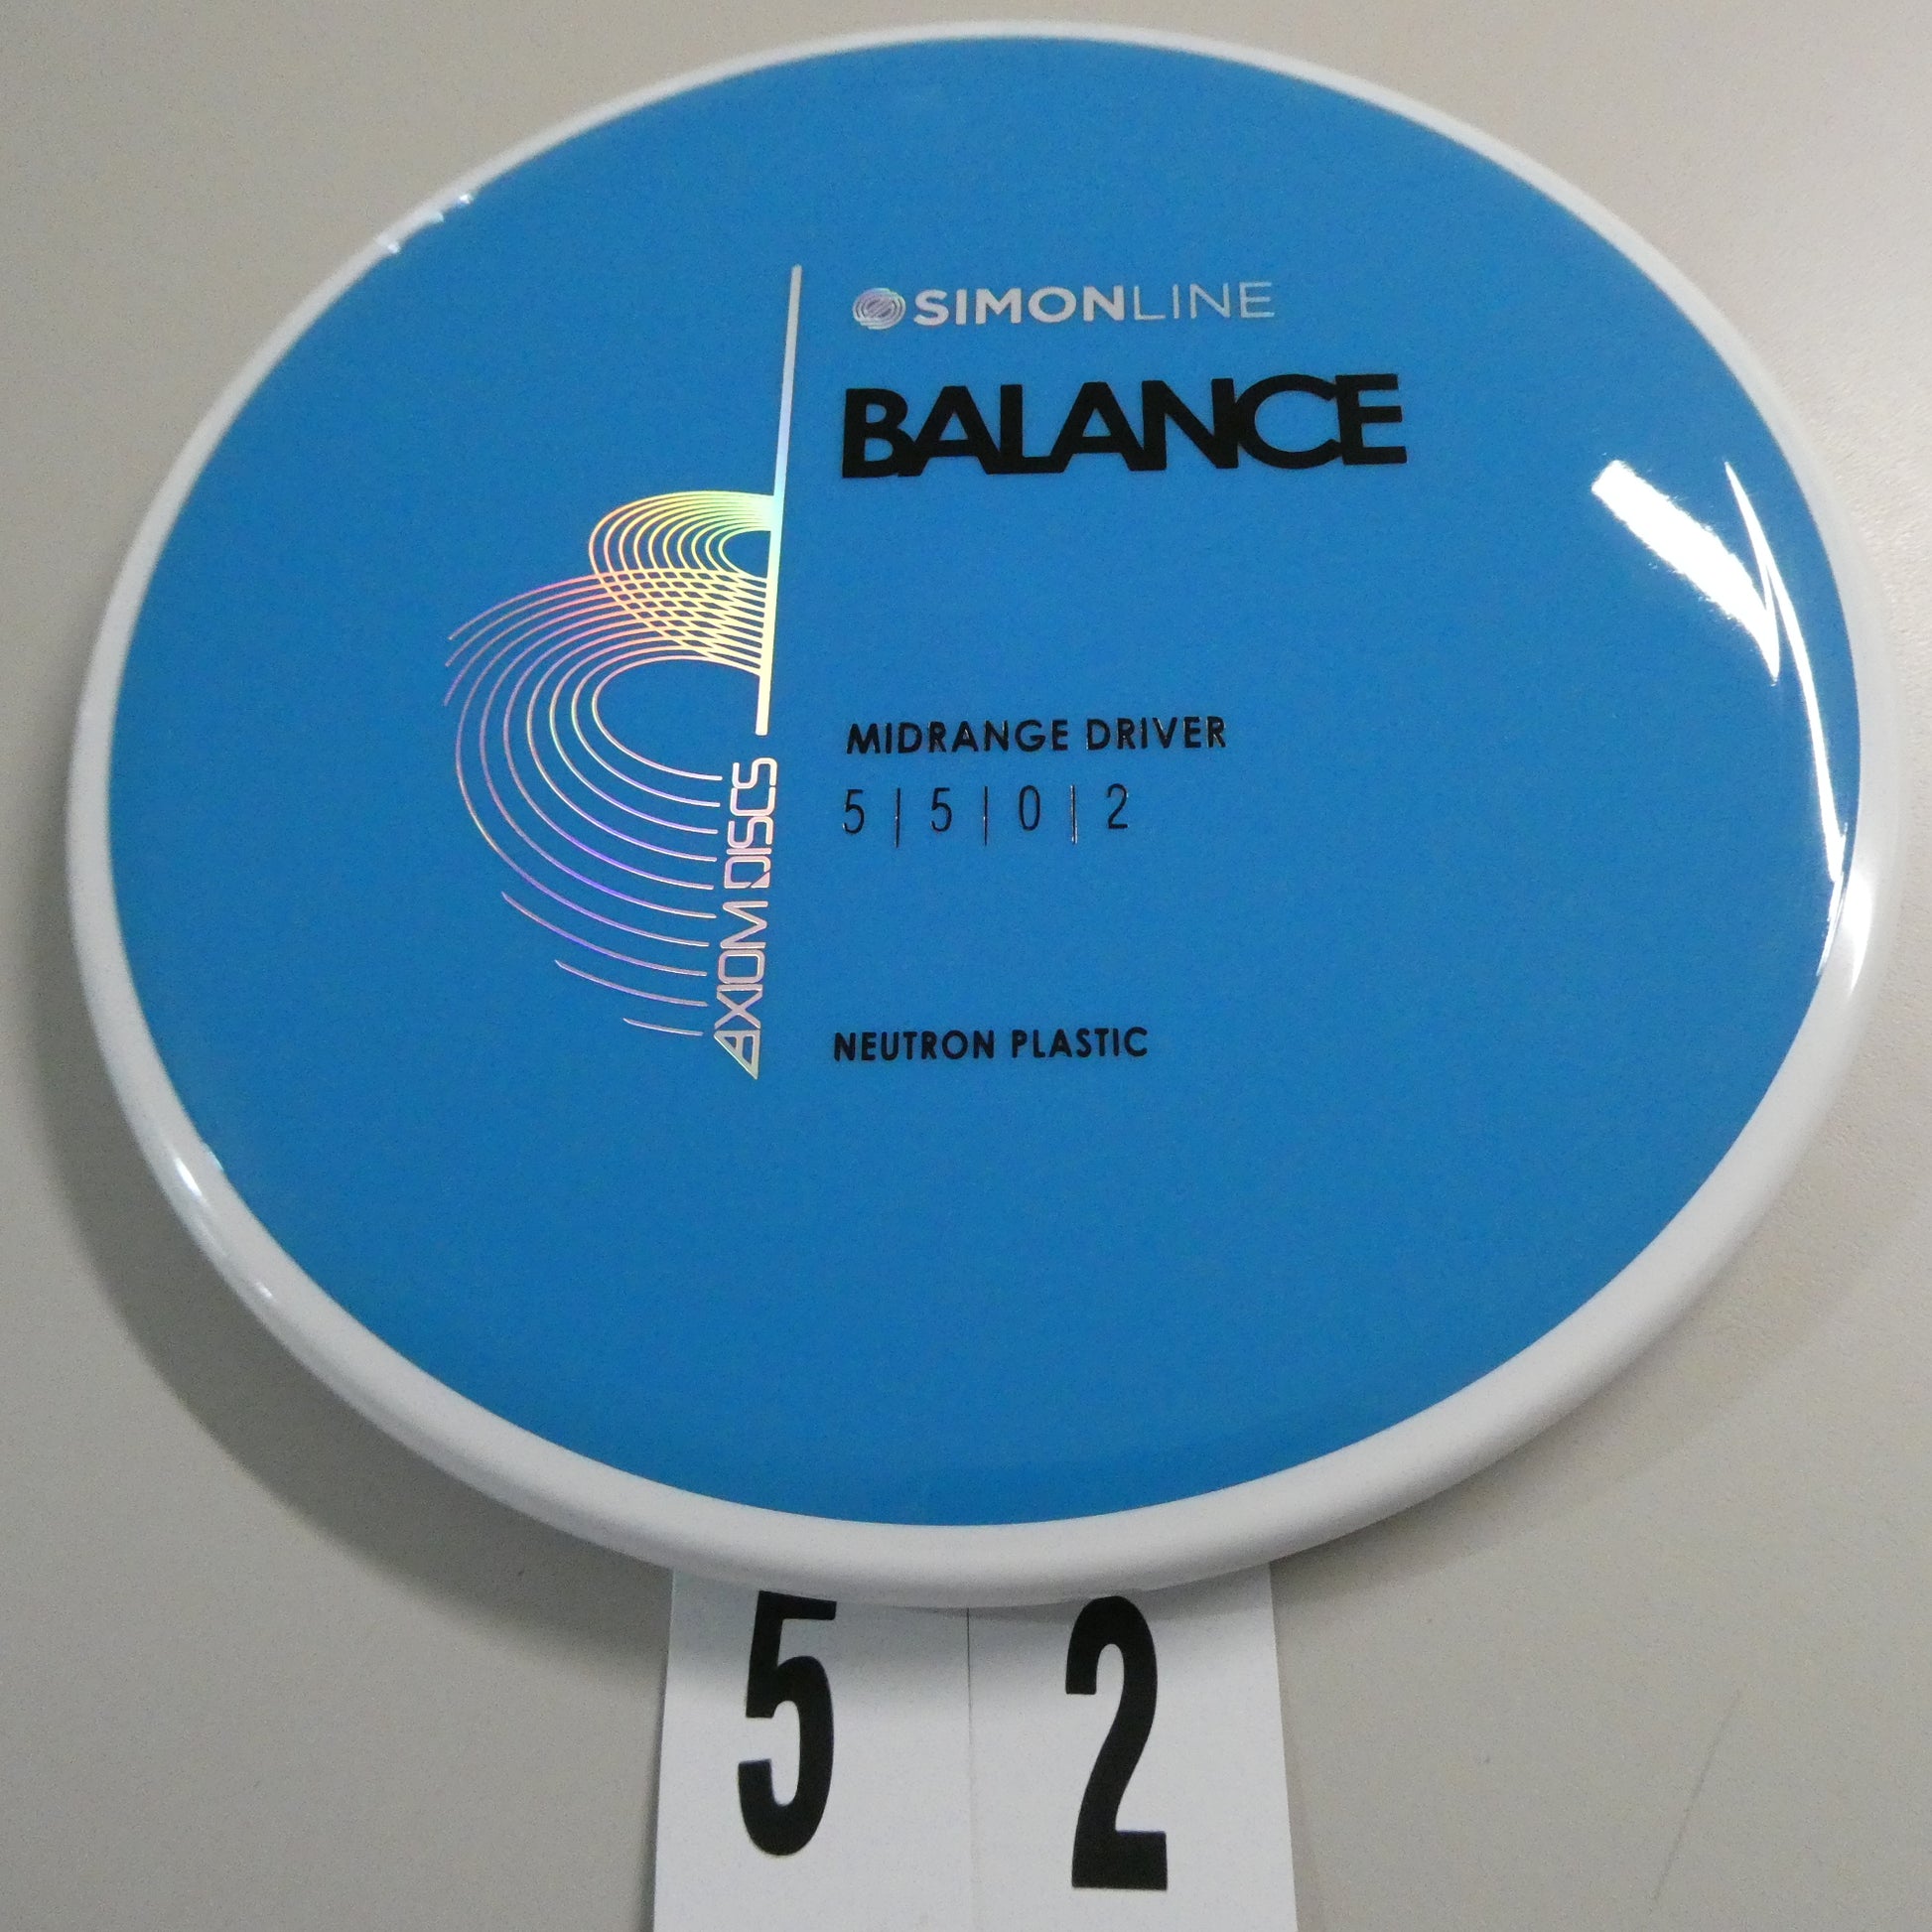 SIMONLINE
BALANCE
MIDRANGE DRIVER
5 | 5 | 0 | 2
AXIOM DISCS
NEUTRON PLASTIC
5 2